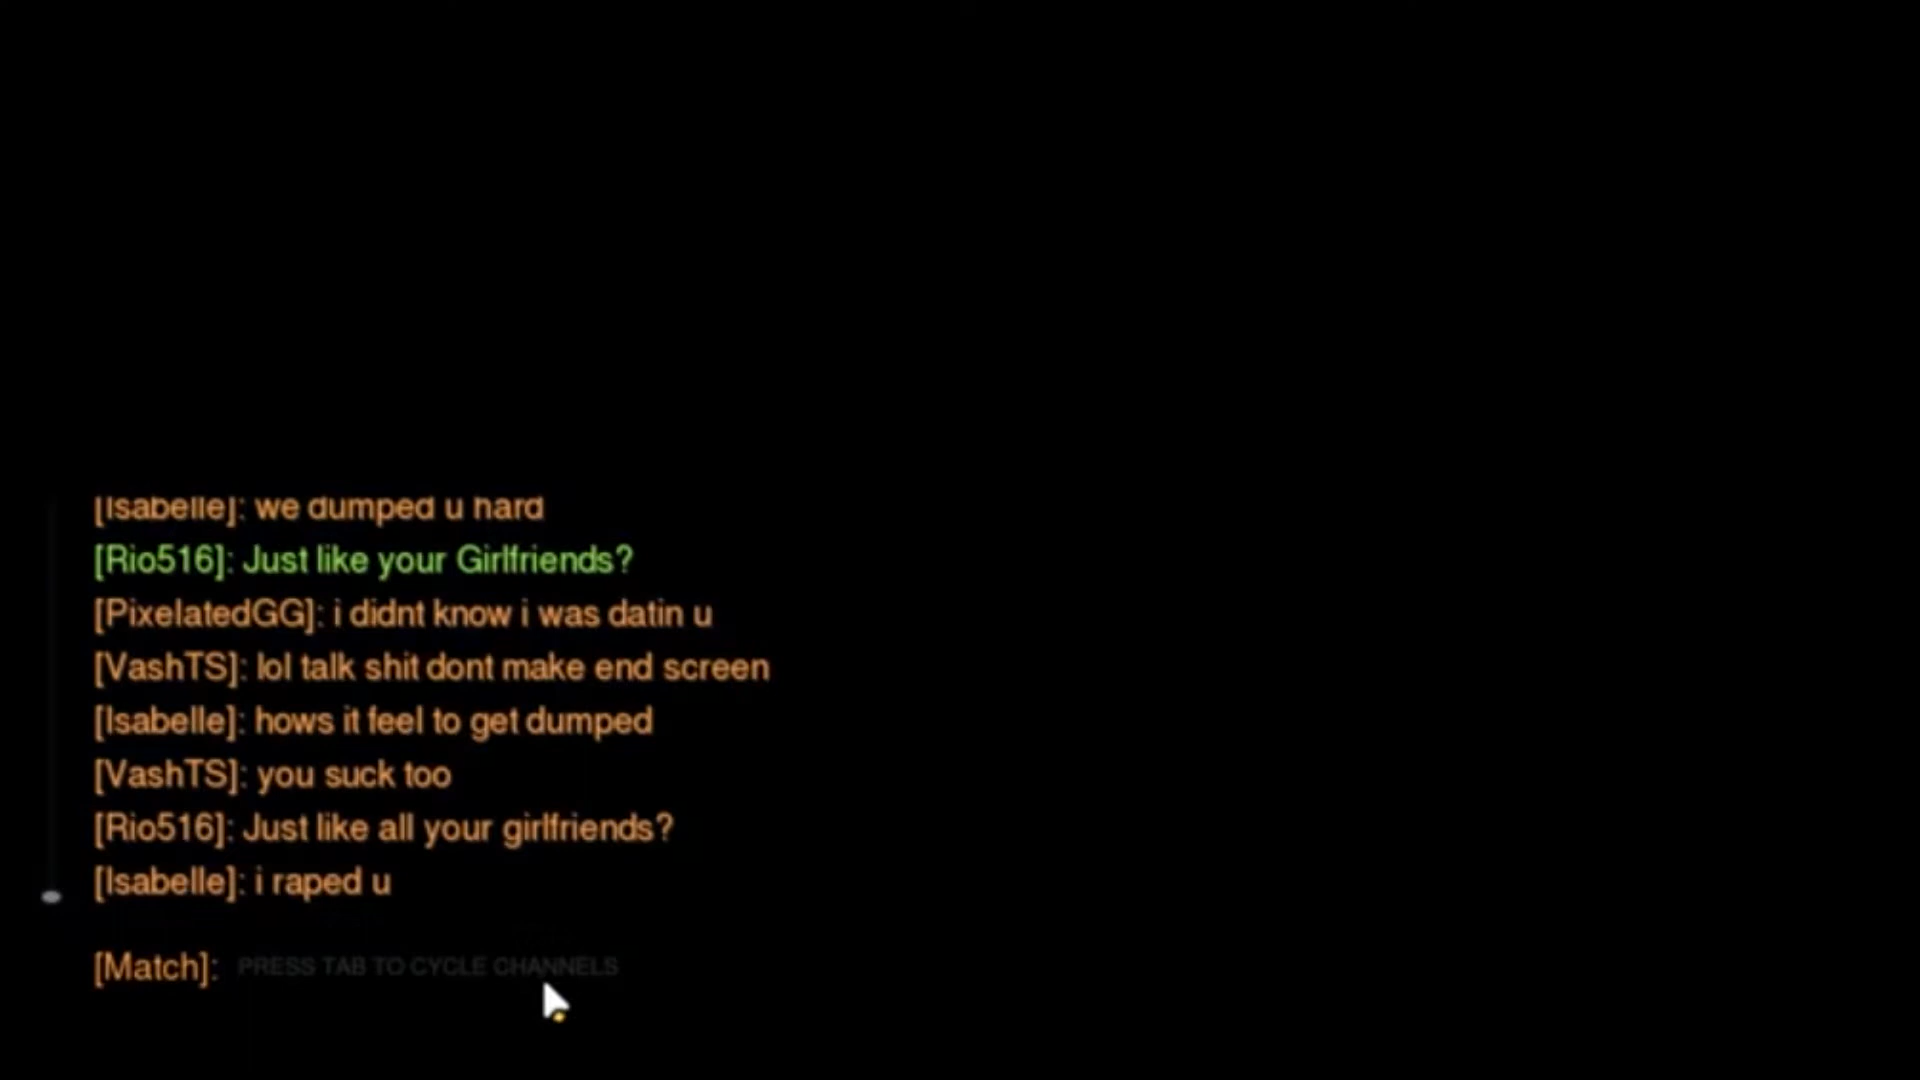 [Isabelle]: we dumped u hard
[Rio516]: Just like your Girlfriends?
[PixelatedGG]: i didnt know i was datin u
[VashTS]: lol talk shit dont make end screen
[Isabelle]: hows it feel to get dumped
[VashTS]: you suck too
[Rio516]: Just like all your girlfriends?
[Isabelle]: i raped u
[Match]: PRESS TAB TO CYCLE CHANNELS